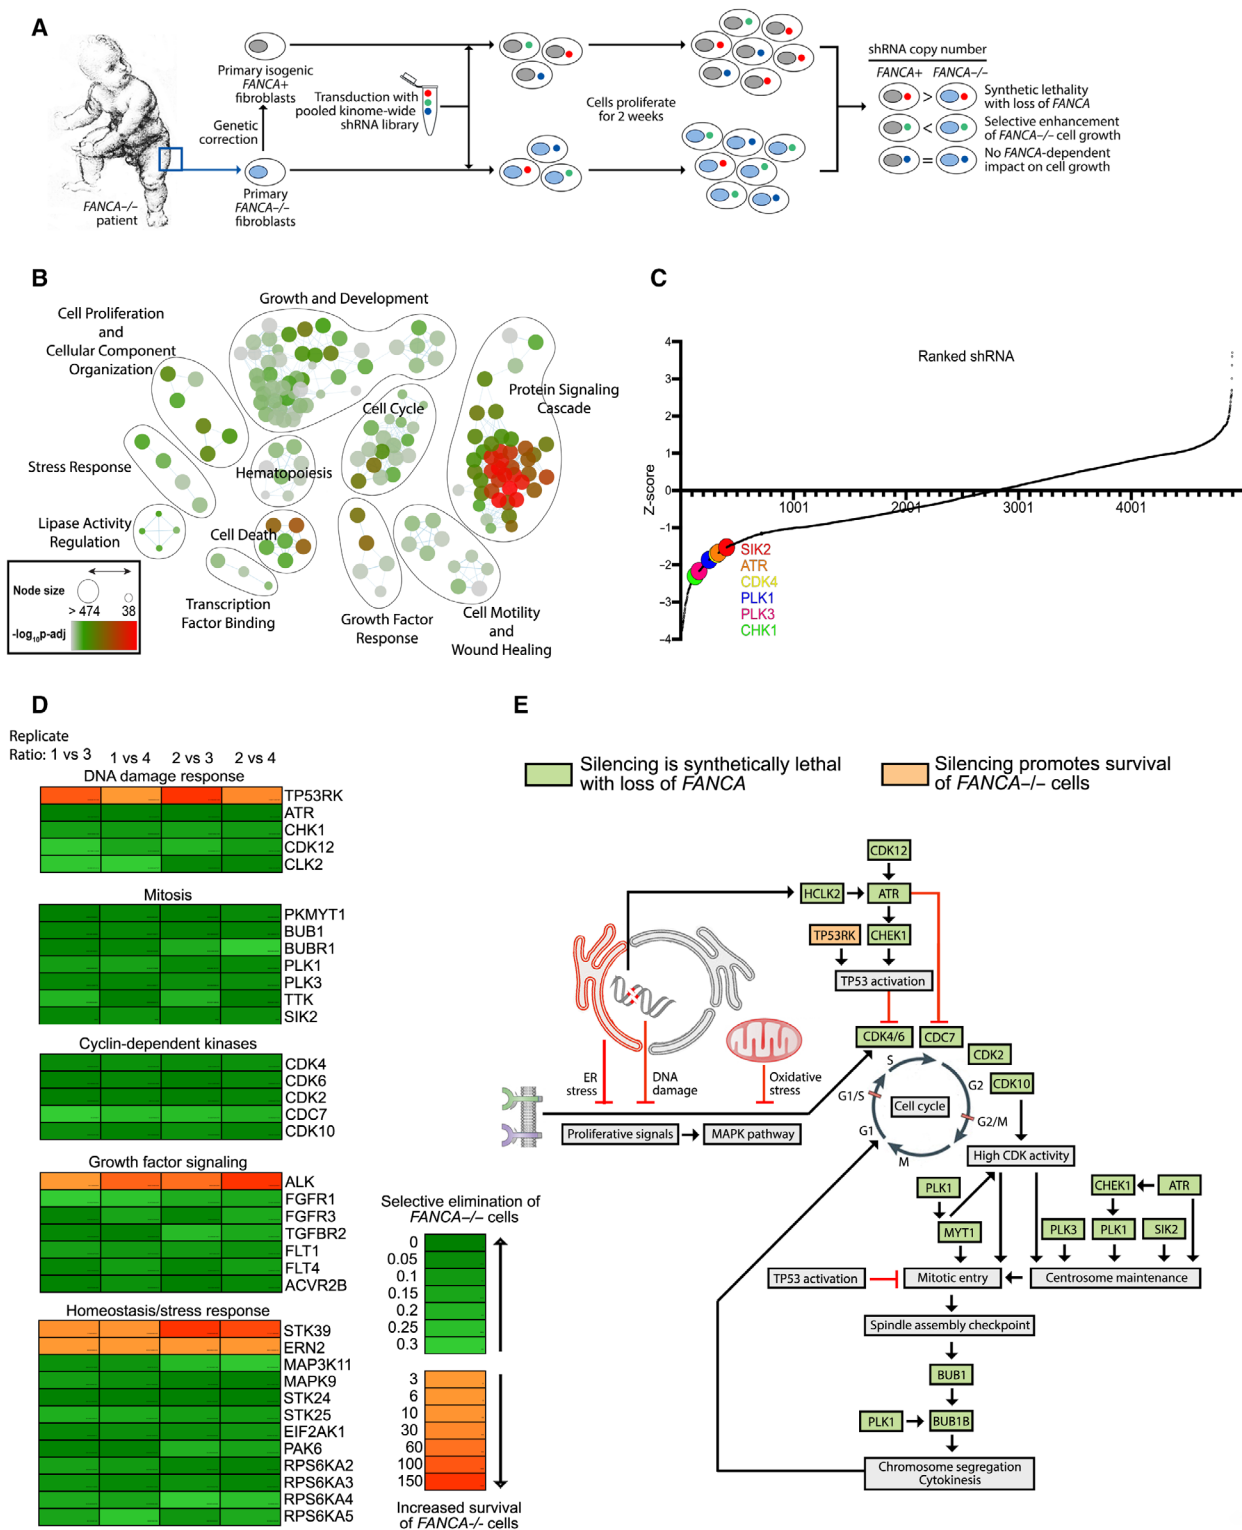 A
Primary isogenic
FANCA+
fibroblasts
Genetic
correction
Transduction with
pooled kinome-wide
shRNA library
Cells proliferate
for 2 weeks
shRNA copy number
FANCA+ FANCA–/–
> Synthetic lethality
with loss of FANCA
< Selective enhancement
of FANCA–/– cell growth
= No FANCA-dependent
impact on cell growth
FANCA–/–
patient
Primary
FANCA–/–
fibroblasts
B
Growth and Development
Cell Proliferation
and
Cellular Component
Organization
Protein Signaling
Cascade
Cell Cycle
Stress Response
Hematopoiesis
Lipase Activity
Regulation
Cell Death
Transcription
Factor Binding
Growth Factor
Response
Cell Motility
and
Wound Healing
Node size
> 474 38
-log10p-adj
C
Ranked shRNA
Z-score
4
3
2
1
0
–1
–2
–3
–4
1001 2001 3001 4001
SIK2
ATR
CDK4
PLK1
PLK3
CHK1
D
Replicate
Ratio: 1 vs 3 1 vs 4 2 vs 3 2 vs 4
DNA damage response
TP53RK
ATR
CHK1
CDK12
CLK2
Mitosis
PKMYT1
BUB1
BUBR1
PLK1
PLK3
TTK
SIK2
Cyclin-dependent kinases
CDK4
CDK6
CDK2
CDC7
CDK10
Growth factor signaling
ALK
FGFR1
FGFR3
TGFBR2
FLT1
FLT4
ACVR2B
Homeostasis/stress response
STK39
ERN2
MAP3K11
MAPK9
STK24
STK25
EIF2AK1
PAK6
RPS6KA2
RPS6KA3
RPS6KA4
RPS6KA5
Selective elimination of
FANCA–/– cells
0
0.05
0.1
0.15
0.2
0.25
0.3
3
6
10
30
60
100
150
Increased survival
of FANCA-/- cells
E
Silencing is synthetically lethal
with loss of FANCA
Silencing promotes survival
of FANCA–/– cells
CDK12
HCLK2
ATR
TP53RK
CHEK1
TP53 activation
CDK4/6
CDC7
CDK2
CDK10
S
G2
G1/S
Cell cycle
G2/M
G1
M
ER
stress
DNA
damage
Oxidative
stress
Proliferative signals
MAPK pathway
High CDK activity
PLK1
CHEK1
ATR
MYT1
PLK3
PLK1
SIK2
TP53 activation
Mitotic entry
Centrosome maintenance
Spindle assembly checkpoint
BUB1
PLK1
BUB1B
Chromosome segregation
Cytokinesis